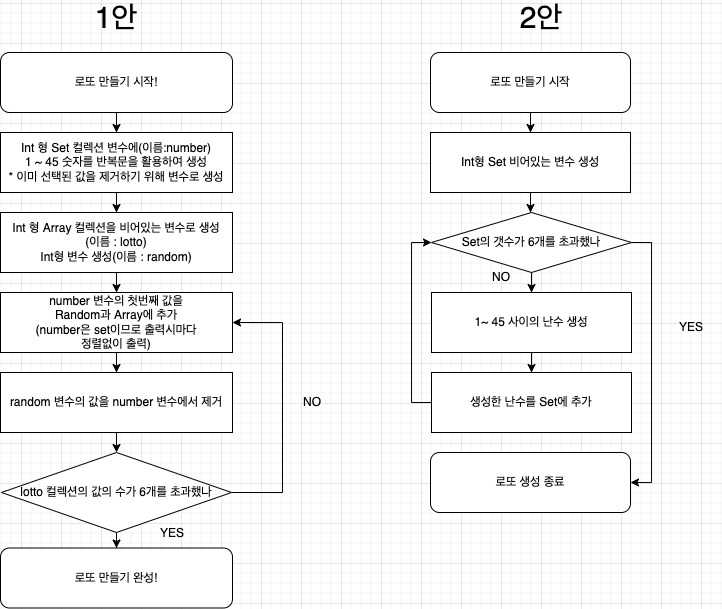 1안
로또 만들기 시작!
Int 형 Set 컬렉션 변수에(이름:number)
1 ~ 45 숫자를 반복문을 활용하여 생성
* 이미 선택된 값을 제거하기 위해 변수로 생성
Int 형 Array 컬렉션을 비어있는 변수로 생성
(이름 : lotto)
Int형 변수 생성(이름 : random)
number 변수의 첫번째 값을
Random과 Array에 추가
(number은 set이므로 출력시마다
정렬없이 출력)
random 변수의 값을 number 변수에서 제거
NO
lotto 컬렉션의 값의 수가 6개를 초과했나
YES
로또 만들기 완성!
2안
로또 만들기 시작
Int형 Set 비어있는 변수 생성
Set의 갯수가 6개를 초과했나
NO
1~ 45 사이의 난수 생성
YES
생성한 난수를 Set에 추가
로또 생성 종료